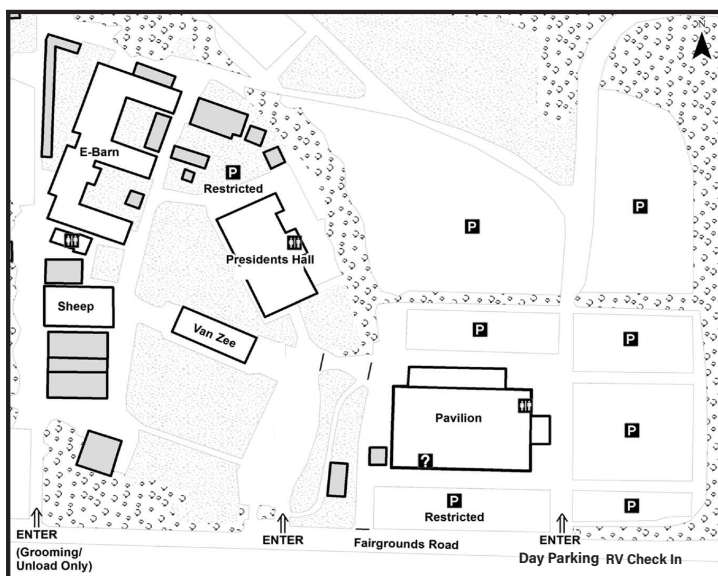 N
E-Barn
P
Restricted
P
P
Presidents Hall
Sheep
Van Zee
P
P
Pavilion
P
?
P
P
Restricted
ENTER
(Grooming/
Unload Only)
ENTER
Fairgrounds Road
ENTER
Day Parking RV Check In